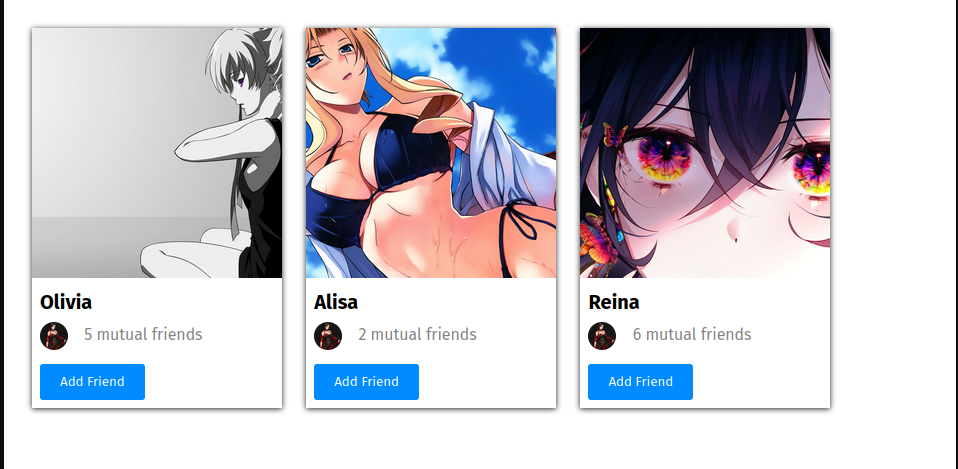 Olivia
5 mutual friends
Add Friend
Alisa
2 mutual friends
Add Friend
Reina
6 mutual friends
Add Friend